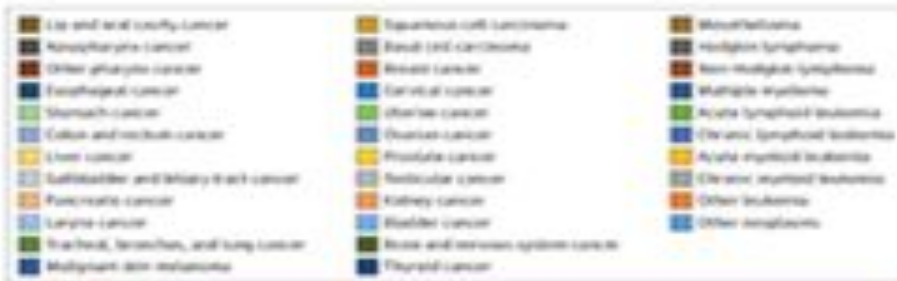 Lip and oral cavity cancer
Nasopharynx cancer
Other pharynx cancer
Esophageal cancer
Stomach cancer
Colon and rectum cancer
Liver cancer
Gallbladder and biliary tract cancer
Pancreatic cancer
Larynx cancer
Tracheal, bronchus, and lung cancer
Malignant skin melanoma
Squamous-cell carcinoma
Basal cell carcinoma
Breast cancer
Cervical cancer
Uterine cancer
Ovarian cancer
Prostate cancer
Testicular cancer
Kidney cancer
Bladder cancer
and nervous system cancer
Thyroid cancer
Mesothelioma
Hodgkin lymphoma
Non-Hodgkin lymphoma
Multiple myeloma
Acute lymphoid leukemia
Chronic lymphoid leukemia
Acute myeloid leukemia
Chronic myeloid leukemia
Other leukemia
Other neoplasms